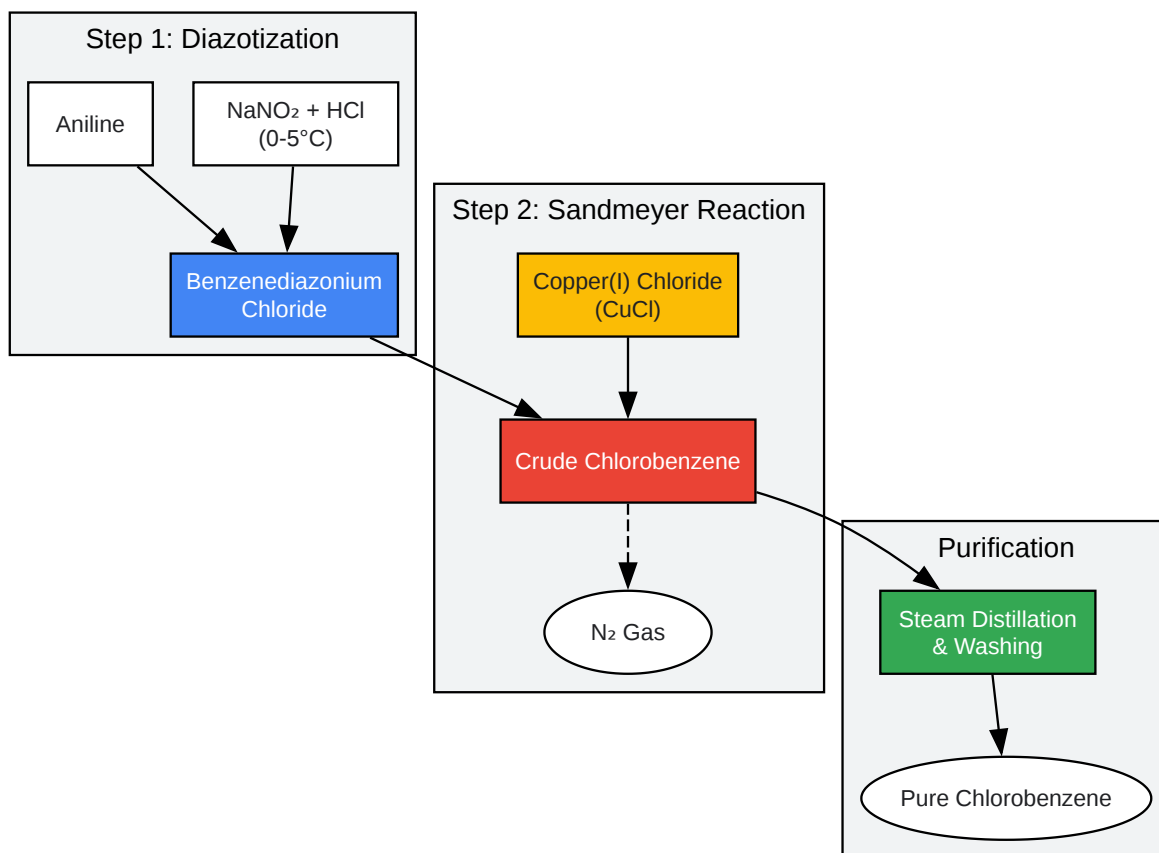 Step 1: Diazotization
Aniline
NaNO₂ + HCl
(0-5°C)
Benzenediazonium
Chloride
Step 2: Sandmeyer Reaction
Copper(I) Chloride
(CuCl)
Crude Chlorobenzene
N₂ Gas
Purification
Steam Distillation
& Washing
Pure Chlorobenzene